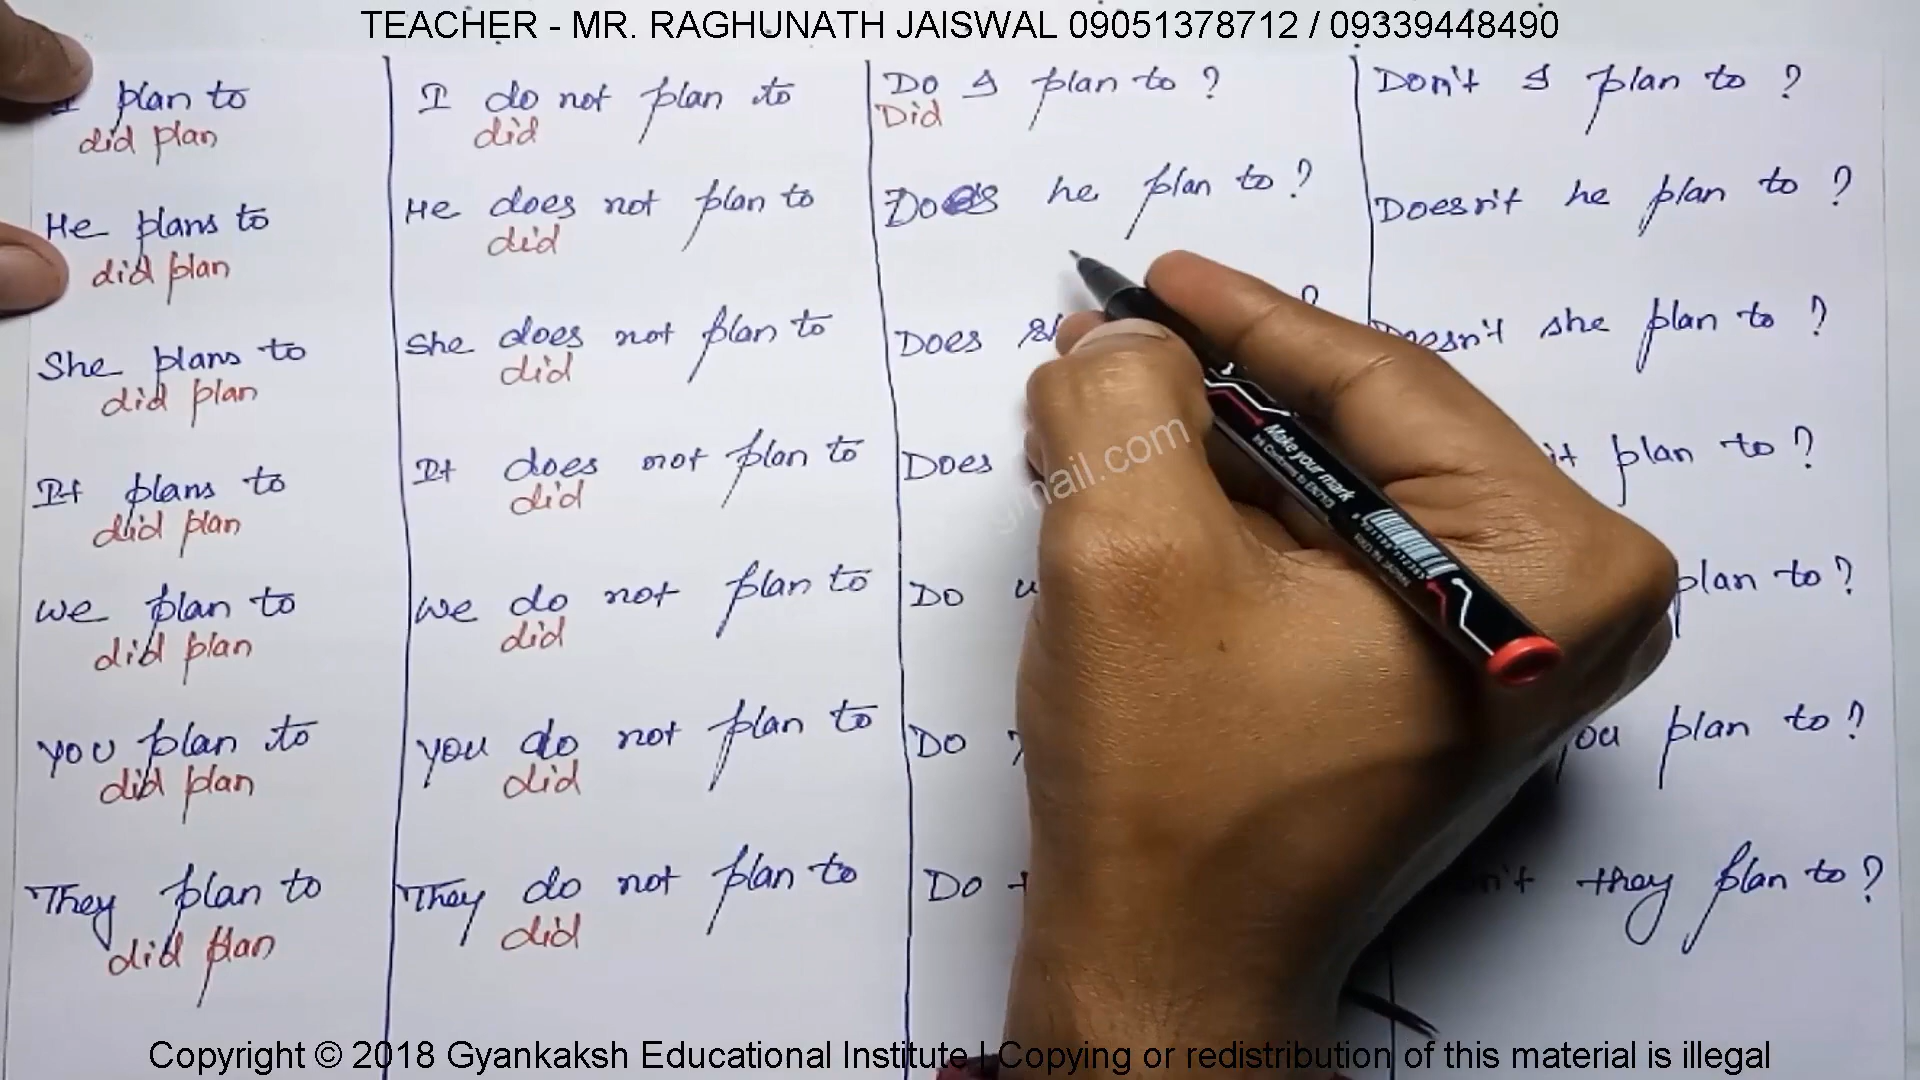 TEACHER - MR. RAGHUNATH JAISWAL 09051378712 / 09339448490
I plan to
did plan
He plans to
did plan
She plans to
did plan
It plans to
did plan
We plan to
did plan
You plan to
did plan
They plan to
did plan
I do not plan to
did
He does not plan to
did
She does not plan to
did
It does not plan to
did
We do not plan to
did
You do not plan to
did
They do not plan to
did
Do I plan to ?
Did
Does he plan to ?
Does
Does
Do
Do
Do
Don't I plan to ?
Doesn't he plan to ?
Doesn't she plan to ?
it plan to ?
plan to ?
you plan to ?
they plan to ?
gmail.com
Make your mark
Copyright © 2018 Gyankaksh Educational Institute | Copying or redistribution of this material is illegal